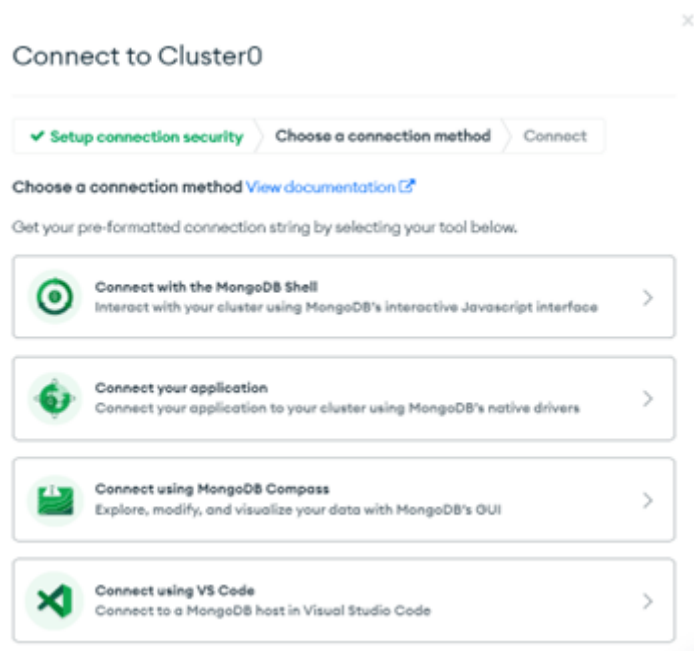 Connect to Cluster0
✔ Setup connection security Choose a connection method Connect
Choose a connection method View documentation
Get your pre-formatted connection string by selecting your tool below.
Connect with the MongoDB Shell
Interact with your cluster using MongoDB's interactive Javascript interface
Connect your application
Connect your application to your cluster using MongoDB's native drivers
Connect using MongoDB Compass
Explore, modify, and visualize your data with MongoDB's GUI
Connect using VS Code
Connect to a MongoDB host in Visual Studio Code